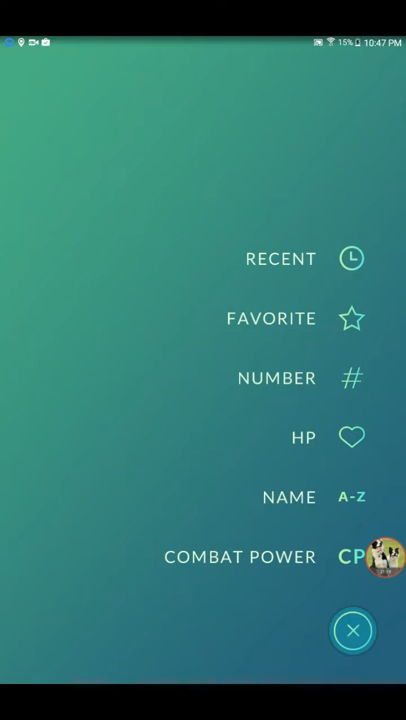 15% 10:47 PM
RECENT
FAVORITE
NUMBER #
HP
NAME A-Z
COMBAT POWER CP